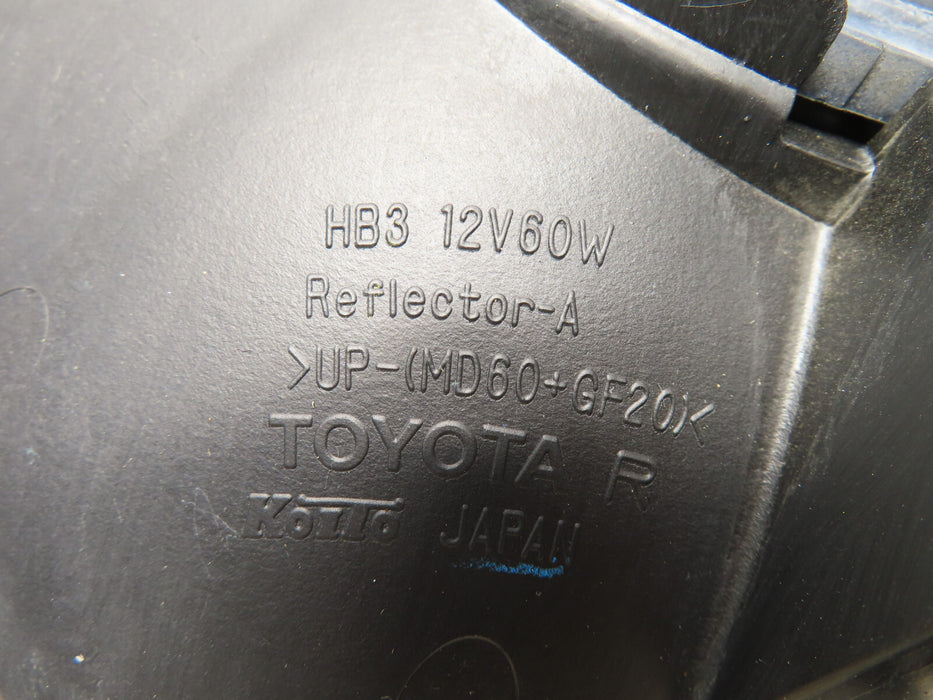 HB3 12V60W
Reflector-A
>UP-(MD60+GF20)<
TOYOTA R
KOITO JAPAN